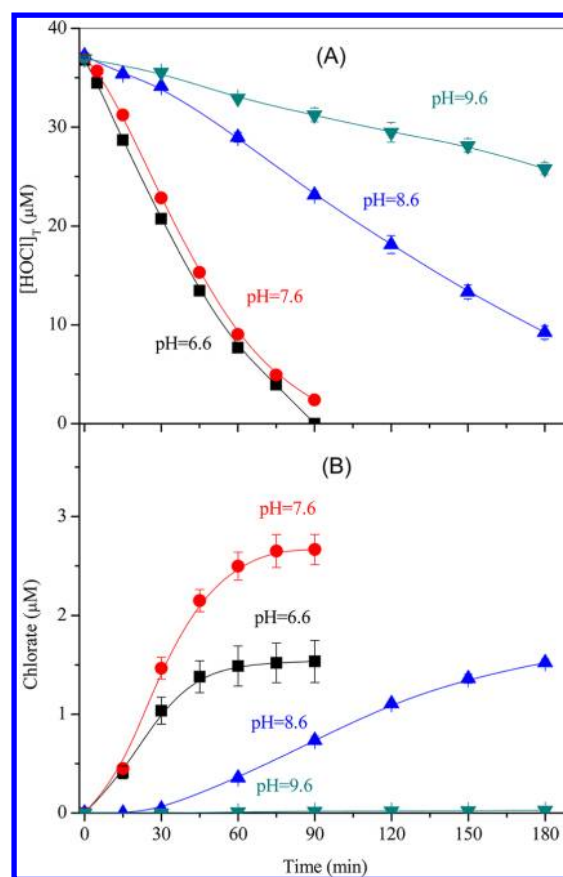 (A)
40
30
20
10
0
[HOCl]T (μM)
pH=9.6
pH=8.6
pH=7.6
pH=6.6
(B)
3
2
1
0
Chlorate (μM)
pH=7.6
pH=6.6
pH=8.6
pH=9.6
0 30 60 90 120 150 180
Time (min)